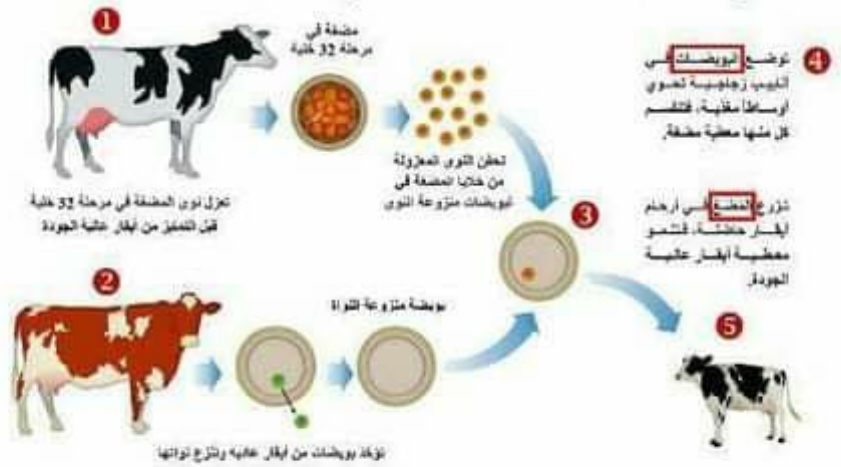 1
مضغة في
مرحلة 32 خلية
تعزل نوى المضغة في مرحلة 32 خلية
قبل التمايز من أبقار عالية الجودة
تحقن النوى المعزولة
من خلايا المضغة في
بويضات منزوعة النوى
2
بويضة منزوعة النواة
تؤخذ بويضات من أبقار عادية وتنزع نواتها
3
4
توضع البويضات في
أنابيب زجاجية تحوي
أوساطاً مغذية، فتنقسم
كل منها معطية مضغة.
تزرع المضغ في أرحام
أبقار حاضنة، فتنمو
معطية أبقار عالية
الجودة.
5